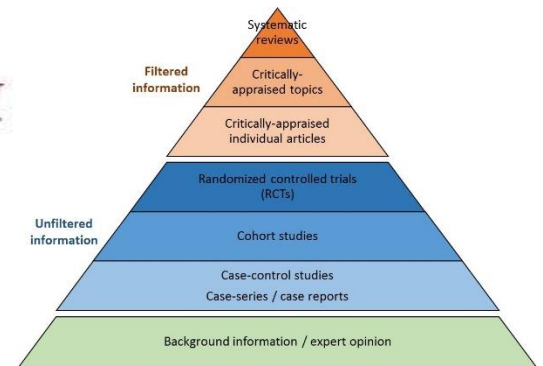 Systematic
reviews
Filtered
information
Critically-
appraised topics
Critically-appraised
individual articles
Randomized controlled trials
(RCTs)
Unfiltered
information
Cohort studies
Case-control studies
Case-series / case reports
Background information / expert opinion